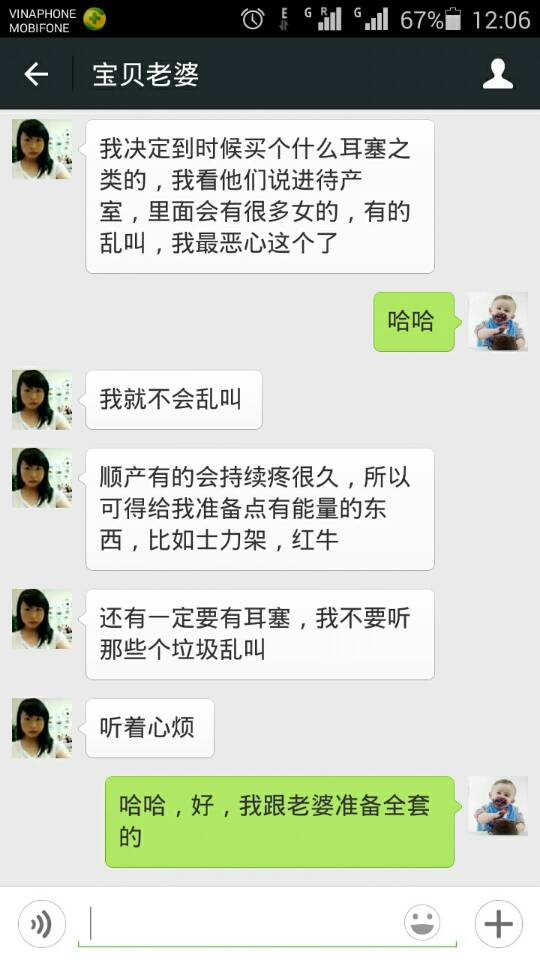 VINAPHONE
MOBIFONE
E G R G 67% 12:06
宝贝老婆
我决定到时候买个什么耳塞之
类的，我看他们说进待产
室，里面会有很多女的，有的
乱叫，我最恶心这个了
哈哈
我就不会乱叫
顺产有的会持续疼很久，所以
可得给我准备点有能量的东
西，比如士力架，红牛
还有一定要有耳塞，我不要听
那些个垃圾乱叫
听着心烦
哈哈，好，我跟老婆准备全套
的